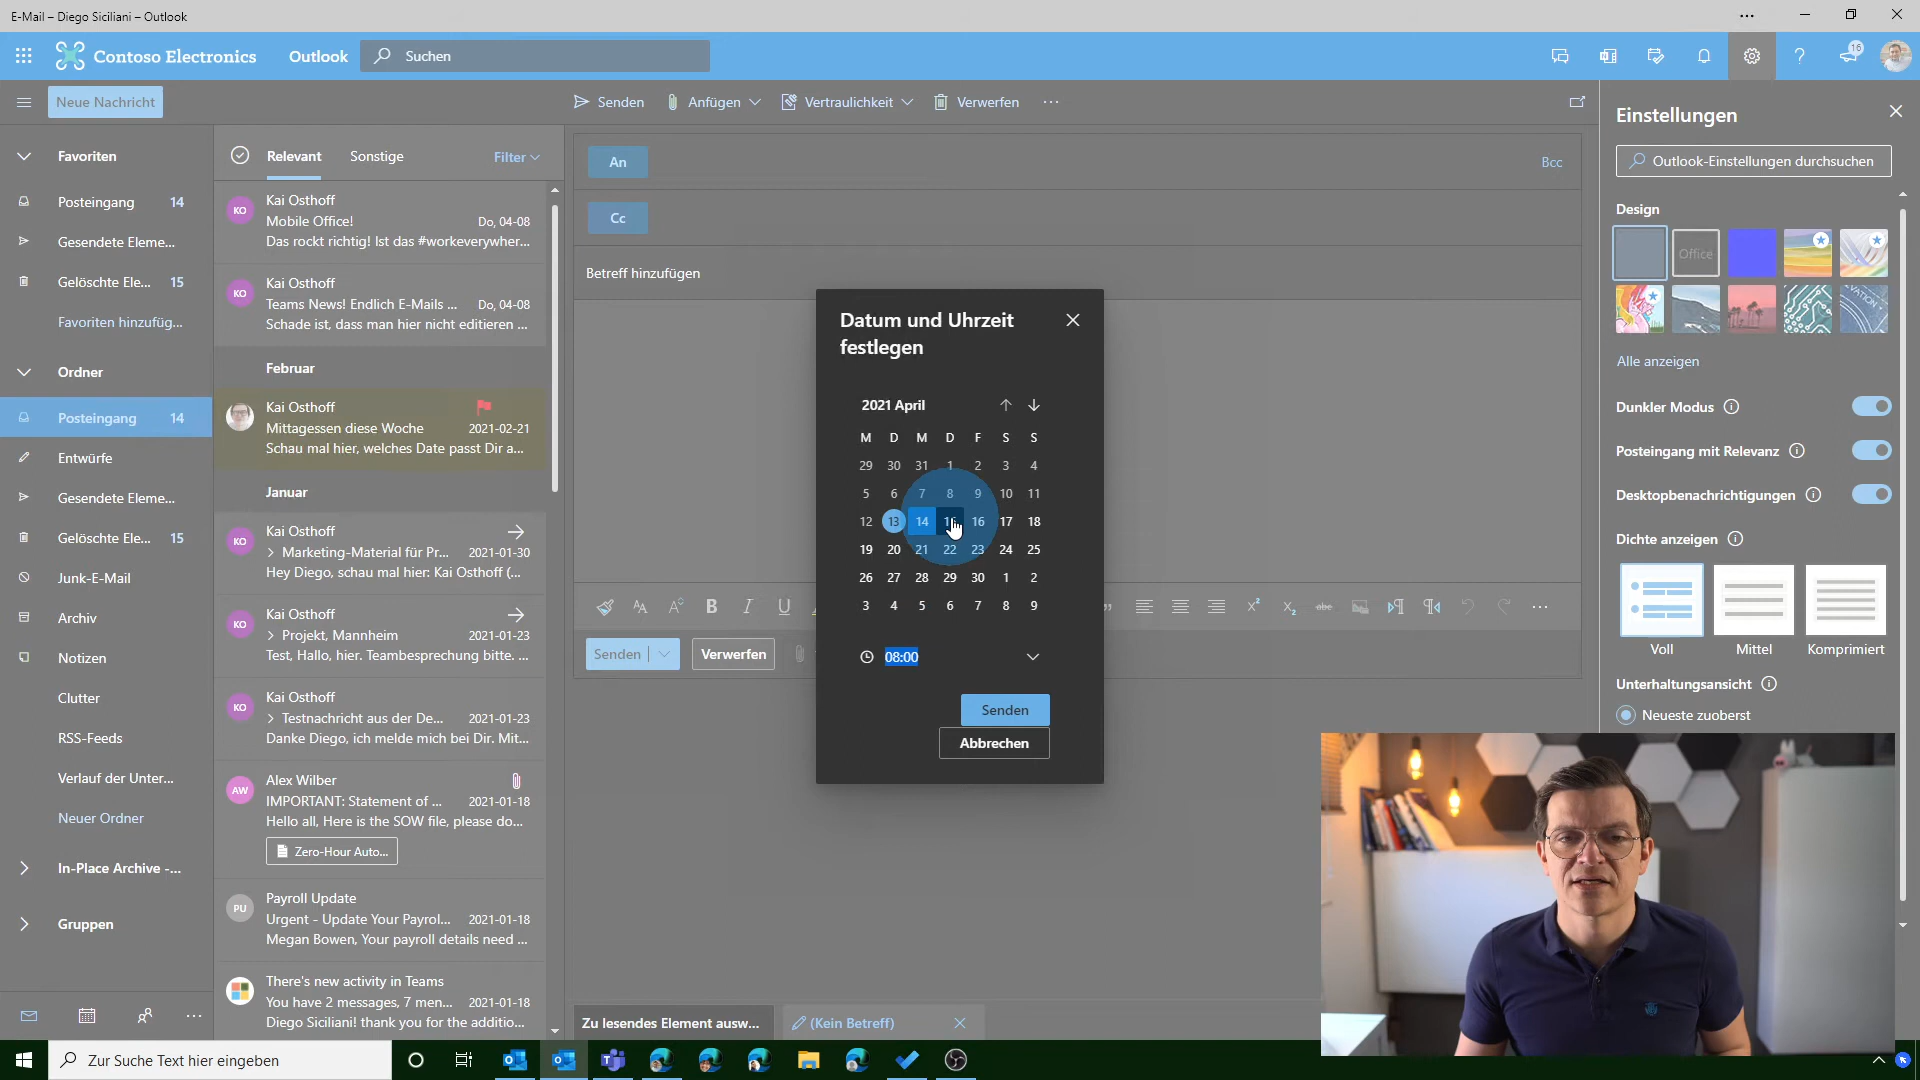 E-Mail – Diego Siciliani – Outlook
Contoso Electronics
Outlook
Suchen
16
Neue Nachricht
Senden
Anfügen
Vertraulichkeit
Verwerfen
Favoriten
Posteingang 14
Gesendete Eleme...
Gelöschte Ele... 15
Favoriten hinzufüg...
Ordner
Posteingang 14
Entwürfe
Gesendete Eleme...
Gelöschte Ele... 15
Junk-E-Mail
Archiv
Notizen
Clutter
RSS-Feeds
Verlauf der Unter...
Neuer Ordner
In-Place Archive -...
Gruppen
Relevant
Sonstige
Filter
KO
Kai Osthoff
Mobile Office! Do, 04-08
Das rockt richtig! Ist das #workeverywher...
KO
Kai Osthoff
Teams News! Endlich E-Mails ... Do, 04-08
Schade ist, dass man hier nicht editieren ...
Februar
Kai Osthoff
Mittagessen diese Woche 2021-02-21
Schau mal hier, welches Date passt Dir a...
Januar
KO
Kai Osthoff
> Marketing-Material für Pr... 2021-01-30
Hey Diego, schau mal hier: Kai Osthoff (...
KO
Kai Osthoff
> Projekt, Mannheim 2021-01-23
Test, Hallo, hier. Teambesprechung bitte. ...
KO
Kai Osthoff
> Testnachricht aus der De... 2021-01-23
Danke Diego, ich melde mich bei Dir. Mit...
AW
Alex Wilber
IMPORTANT: Statement of ... 2021-01-18
Hello all, Here is the SOW file, please do...
Zero-Hour Auto...
PU
Payroll Update
Urgent - Update Your Payrol... 2021-01-18
Megan Bowen, Your payroll details need ...
There's new activity in Teams
You have 2 messages, 7 men... 2021-01-18
Diego Siciliani! thank you for the additio...
An
Bcc
Cc
Betreff hinzufügen
Senden
Verwerfen
Datum und Uhrzeit
festlegen
2021 April
M D M D F S S
29 30 31 1 2 3 4
5 6 7 8 9 10 11
12 13 14 16 17 18
19 20 21 22 23 24 25
26 27 28 29 30 1 2
3 4 5 6 7 8 9
08:00
Senden
Abbrechen
Zu lesendes Element ausw...
(Kein Betreff)
Einstellungen
Outlook-Einstellungen durchsuchen
Design
Office
Alle anzeigen
Dunkler Modus
Posteingang mit Relevanz
Desktopbenachrichtigungen
Dichte anzeigen
Voll
Mittel
Komprimiert
Unterhaltungsansicht
Neueste zuoberst
Zur Suche Text hier eingeben